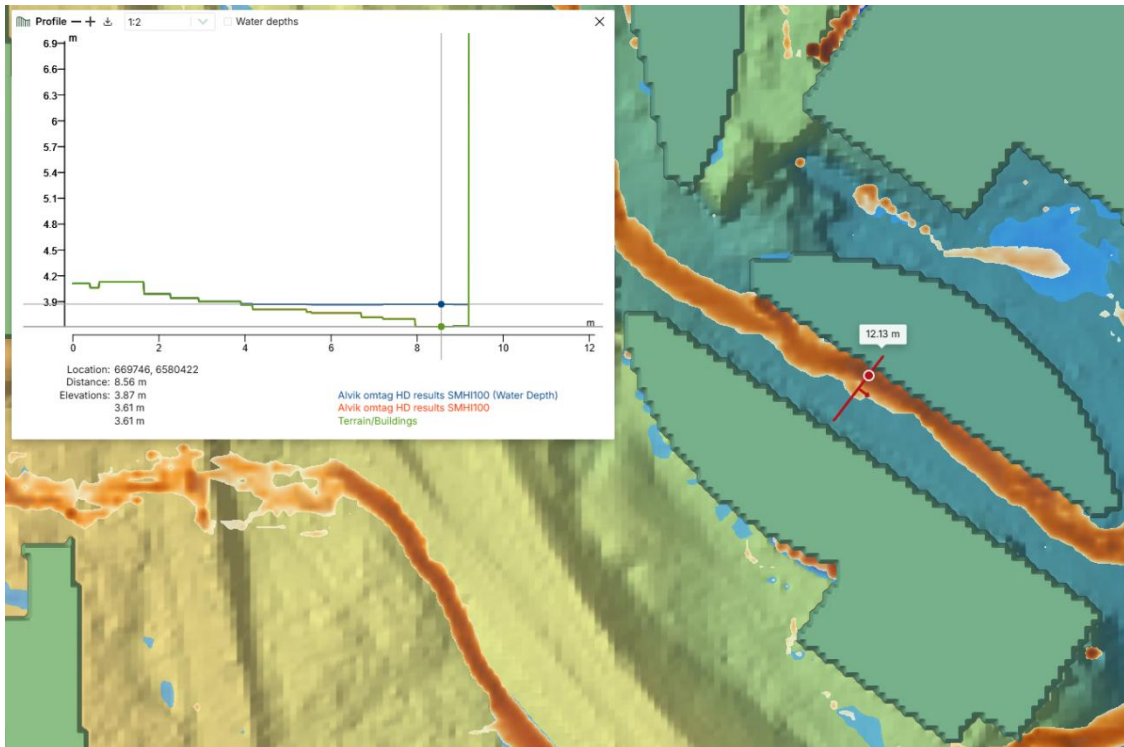 Profile 1:2 Water depths
m
6.9
6.6
6.3
6
5.7
5.4
5.1
4.8
4.5
4.2
3.9
m
0 2 4 6 8 10 12
Location: 669746, 6580422
Distance: 8.56 m
Elevations: 3.87 m Alvik omtag HD results SMHI100 (Water Depth)
3.61 m Alvik omtag HD results SMHI100
3.61 m Terrain/Buildings
12.13 m